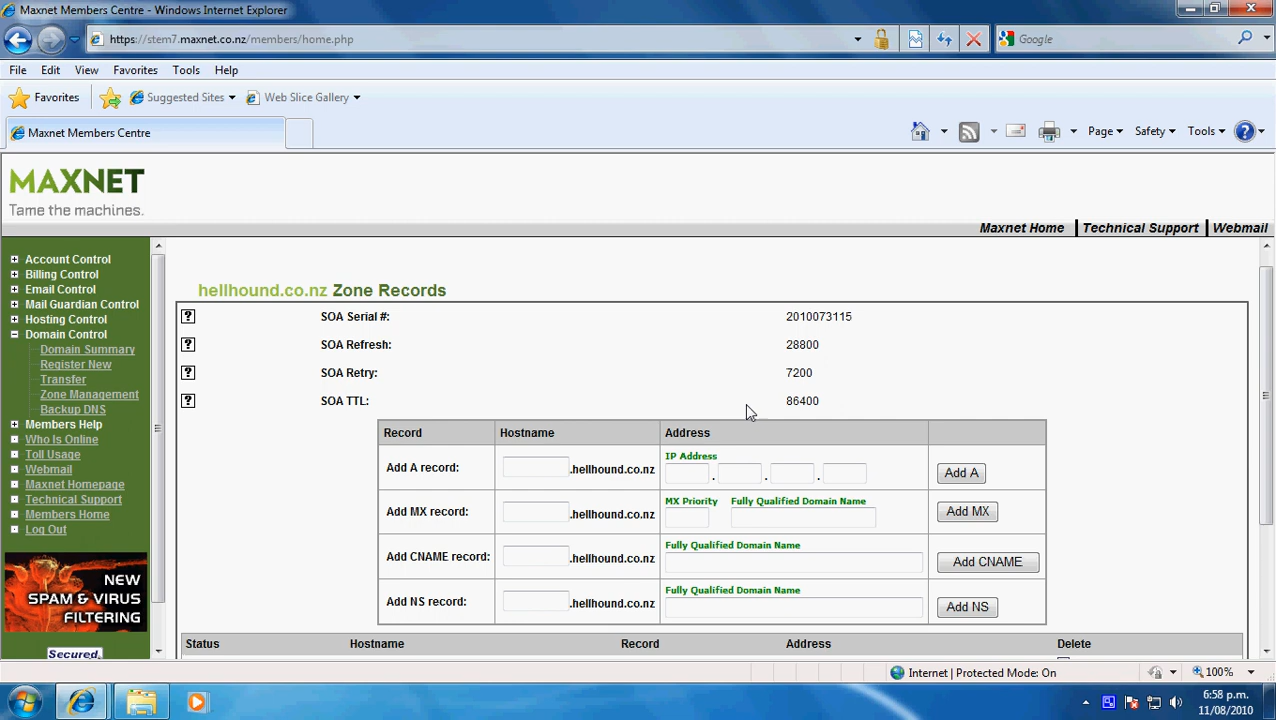 Maxnet Members Centre - Windows Internet Explorer
https://stem7.maxnet.co.nz/members/home.php
Google
File Edit View Favorites Tools Help
Favorites Suggested Sites Web Slice Gallery
Maxnet Members Centre
Page Safety Tools
MAXNET
Tame the machines.
Maxnet Home Technical Support Webmail
Account Control
Billing Control
Email Control
Mail Guardian Control
Hosting Control
Domain Control
Domain Summary
Register New
Transfer
Zone Management
Backup DNS
Members Help
Who Is Online
Toll Usage
Webmail
Maxnet Homepage
Technical Support
Members Home
Log Out
NEW
SPAM & VIRUS
FILTERING
Secured.
hellhound.co.nz Zone Records
? SOA Serial #: 2010073115
? SOA Refresh: 28800
? SOA Retry: 7200
? SOA TTL: 86400
Record Hostname Address
IP Address
Add A record: .hellhound.co.nz . . . Add A
MX Priority Fully Qualified Domain Name
Add MX record: .hellhound.co.nz Add MX
Fully Qualified Domain Name
Add CNAME record: .hellhound.co.nz Add CNAME
Fully Qualified Domain Name
Add NS record: .hellhound.co.nz Add NS
Status Hostname Record Address Delete
Internet | Protected Mode: On 100%
6:58 p.m.
11/08/2010